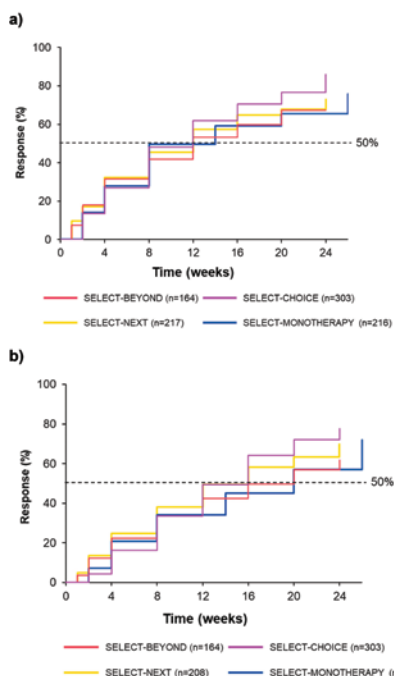 a)
100
80
60
40
20
0
Response (%)
50%
0 4 8 12 16 20 24
Time (weeks)
SELECT-BEYOND (n=164) SELECT-CHOICE (n=303)
SELECT-NEXT (n=217) SELECT-MONOTHERAPY (n=216)
b)
100
80
60
40
20
0
Response (%)
50%
0 4 8 12 16 20 24
Time (weeks)
SELECT-BEYOND (n=164) SELECT-CHOICE (n=303)
SELECT-NEXT (n=208) SELECT-MONOTHERAPY (